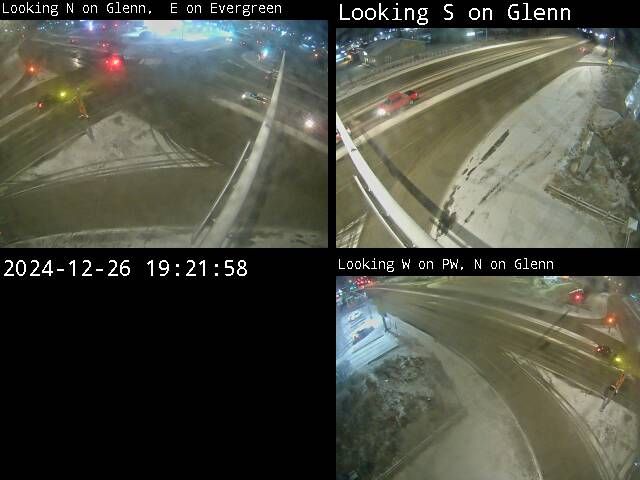 Looking N on Glenn,  E on Evergreen
Looking S on Glenn
2024-12-26 19:21:58
Looking W on PW, N on Glenn